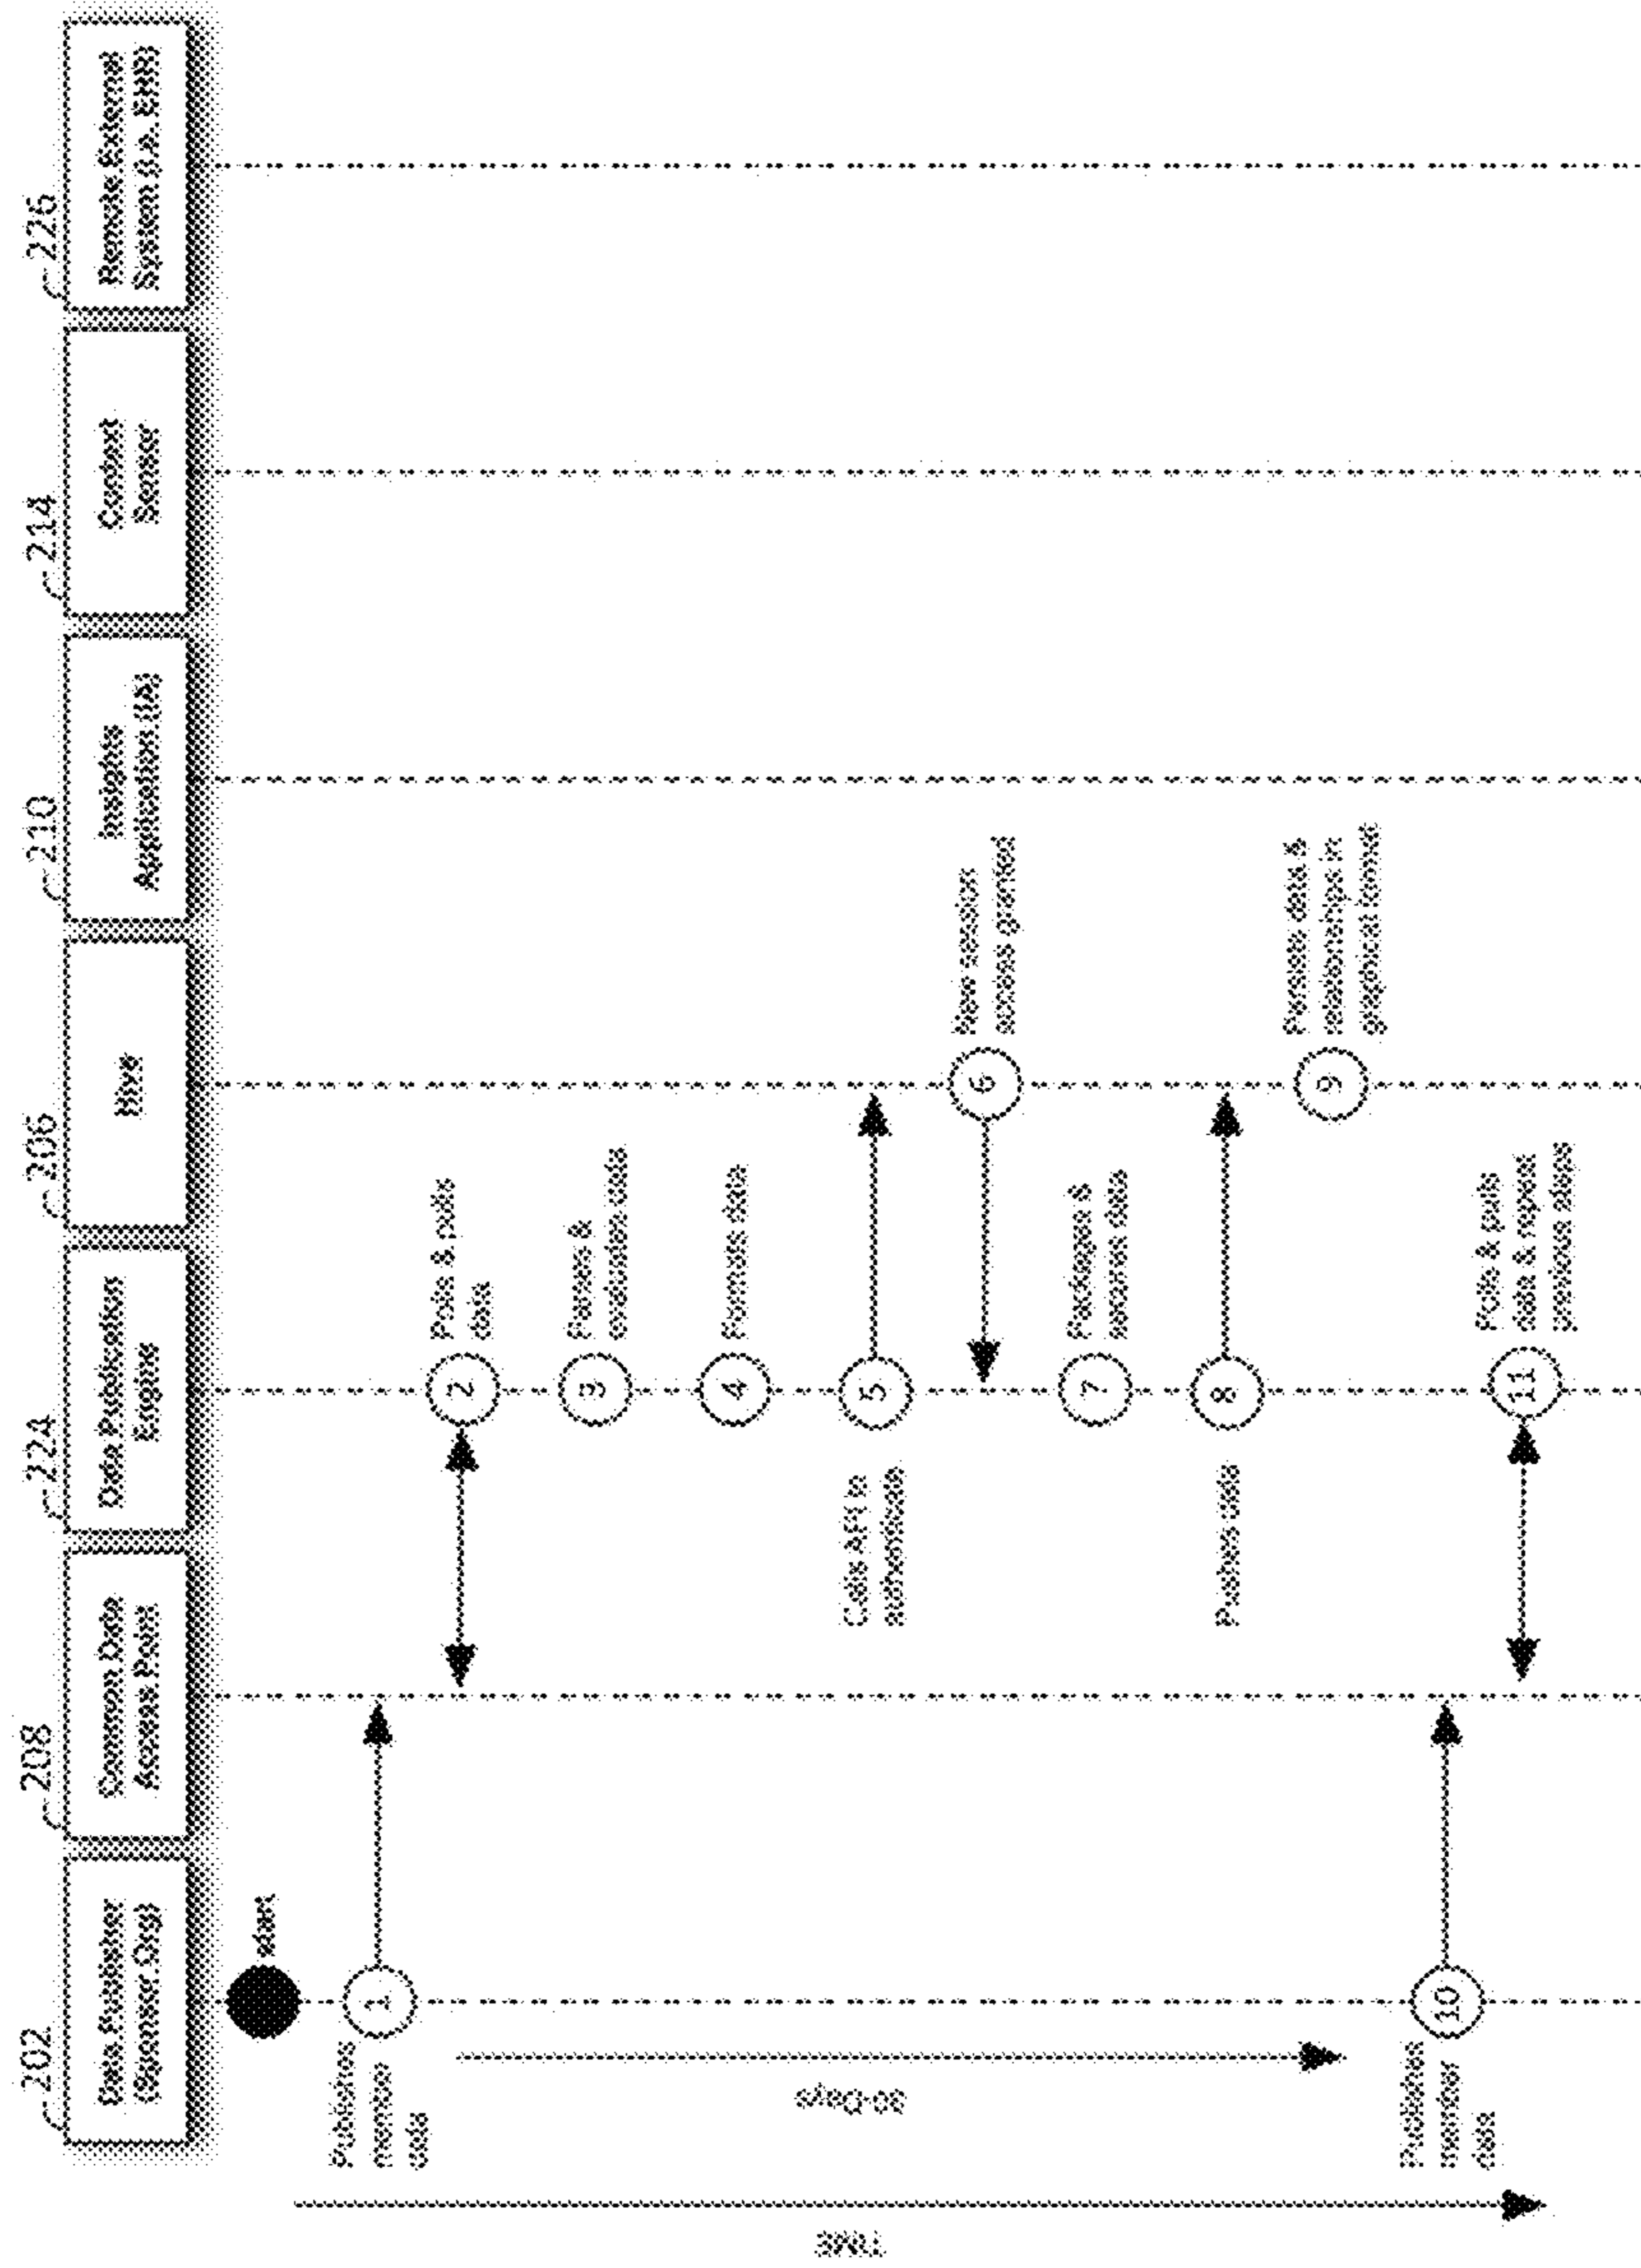 202
Data Publisher
(Sponsor Org)
208
Common Data
Access Point
224
Data Publication
Engine
206
Hive
210
Insights
Application (IA)
214
Context
Sensor
226
Remote External
System (I.A. EHR)
start
1
Publishes
member
data
2
Polls & pulls
data
3
Parses &
validates data
4
Formats data
5
Calls API to
authenticate
6
New session
access granted
7
Packages &
secures data
8
Pushes data
9
Persists data &
relationships in
graphical format
10
Publishes
member
data
11
Polls & pulls
data & repeat
previous steps
30-Days
TIME